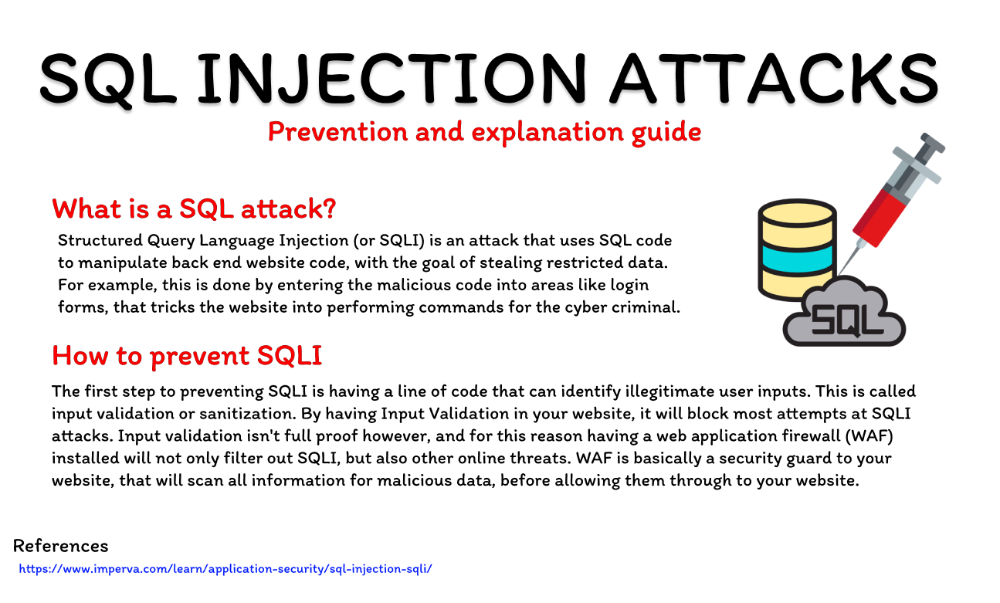 SQL INJECTION ATTACKS
Prevention and explanation guide
What is a SQL attack?
Structured Query Language Injection (or SQLI) is an attack that uses SQL code
to manipulate back end website code, with the goal of stealing restricted data.
For example, this is done by entering the malicious code into areas like login
forms, that tricks the website into performing commands for the cyber criminal.
SQL
How to prevent SQLI
The first step to preventing SQLI is having a line of code that can identify illegitimate user inputs. This is called
input validation or sanitization. By having Input Validation in your website, it will block most attempts at SQLI
attacks. Input validation isn't full proof however, and for this reason having a web application firewall (WAF)
installed will not only filter out SQLI, but also other online threats. WAF is basically a security guard to your
website, that will scan all information for malicious data, before allowing them through to your website.
References
https://www.imperva.com/learn/application-security/sql-injection-sqli/